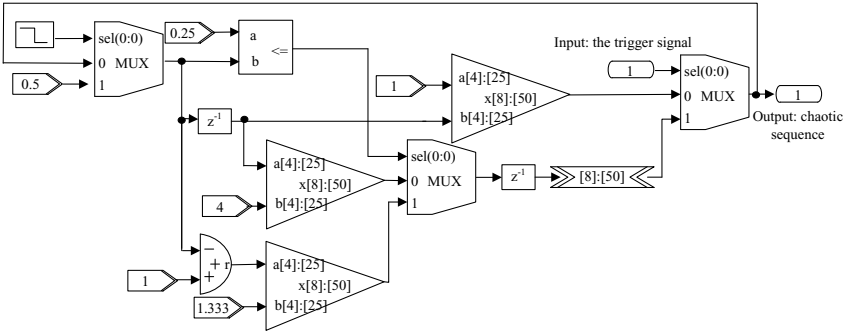 sel(0:0)
0 MUX
1
0.5
0.25
a
b
<=
Input: the trigger signal
1
sel(0:0)
0 MUX
1
1
Output: chaotic
sequence
1
a[4]:[25]
x[8]:[50]
b[4]:[25]
z-1
a[4]:[25]
x[8]:[50]
b[4]:[25]
4
sel(0:0)
0 MUX
1
z-1
[8]:[50]
−
+ r
+
1
a[4]:[25]
x[8]:[50]
b[4]:[25]
1.333